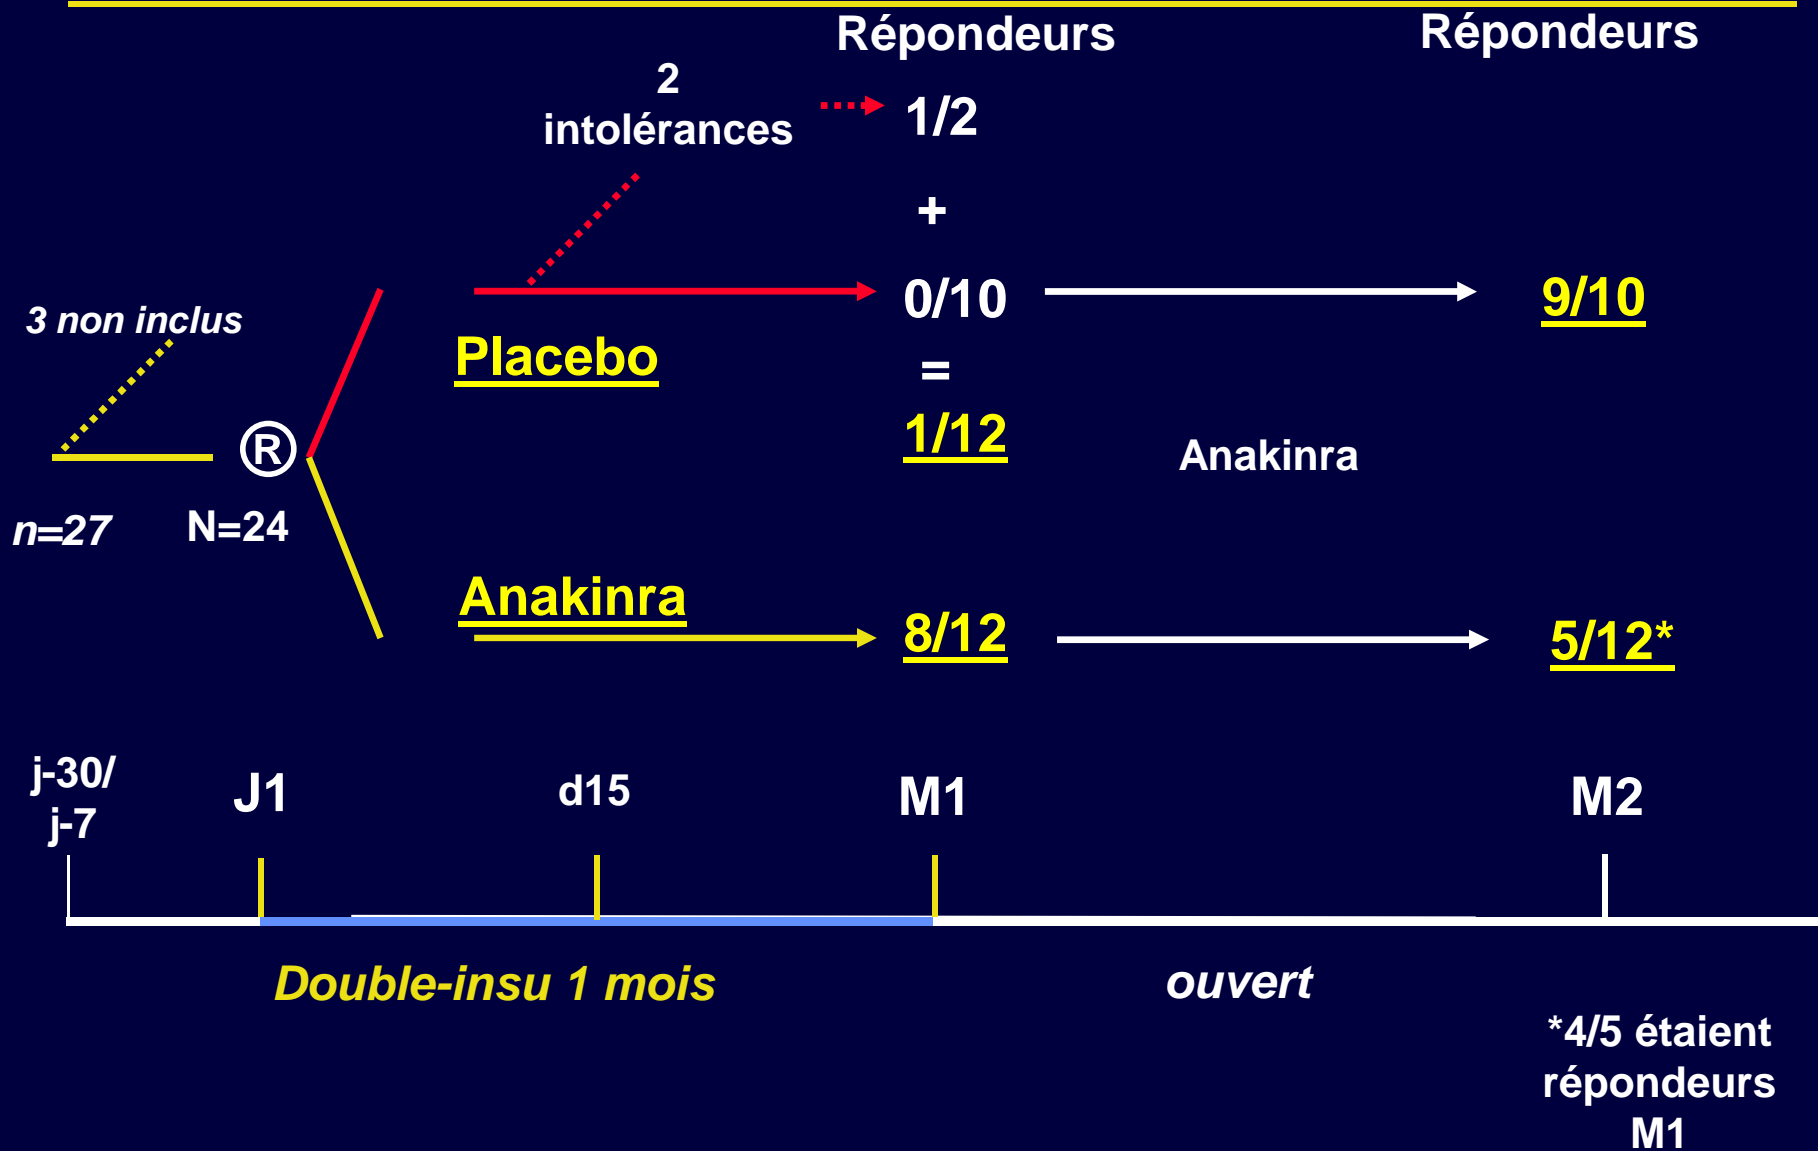 Répondeurs
Répondeurs
2
intolérances
1/2
+
3 non inclus
0/10
9/10
Placebo
=
1/12
®
Anakinra
n=27
N=24
Anakinra
8/12
5/12*
j-30/
j-7
J1
d15
M1
M2
Double-insu 1 mois
ouvert
*4/5 étaient
répondeurs
M1